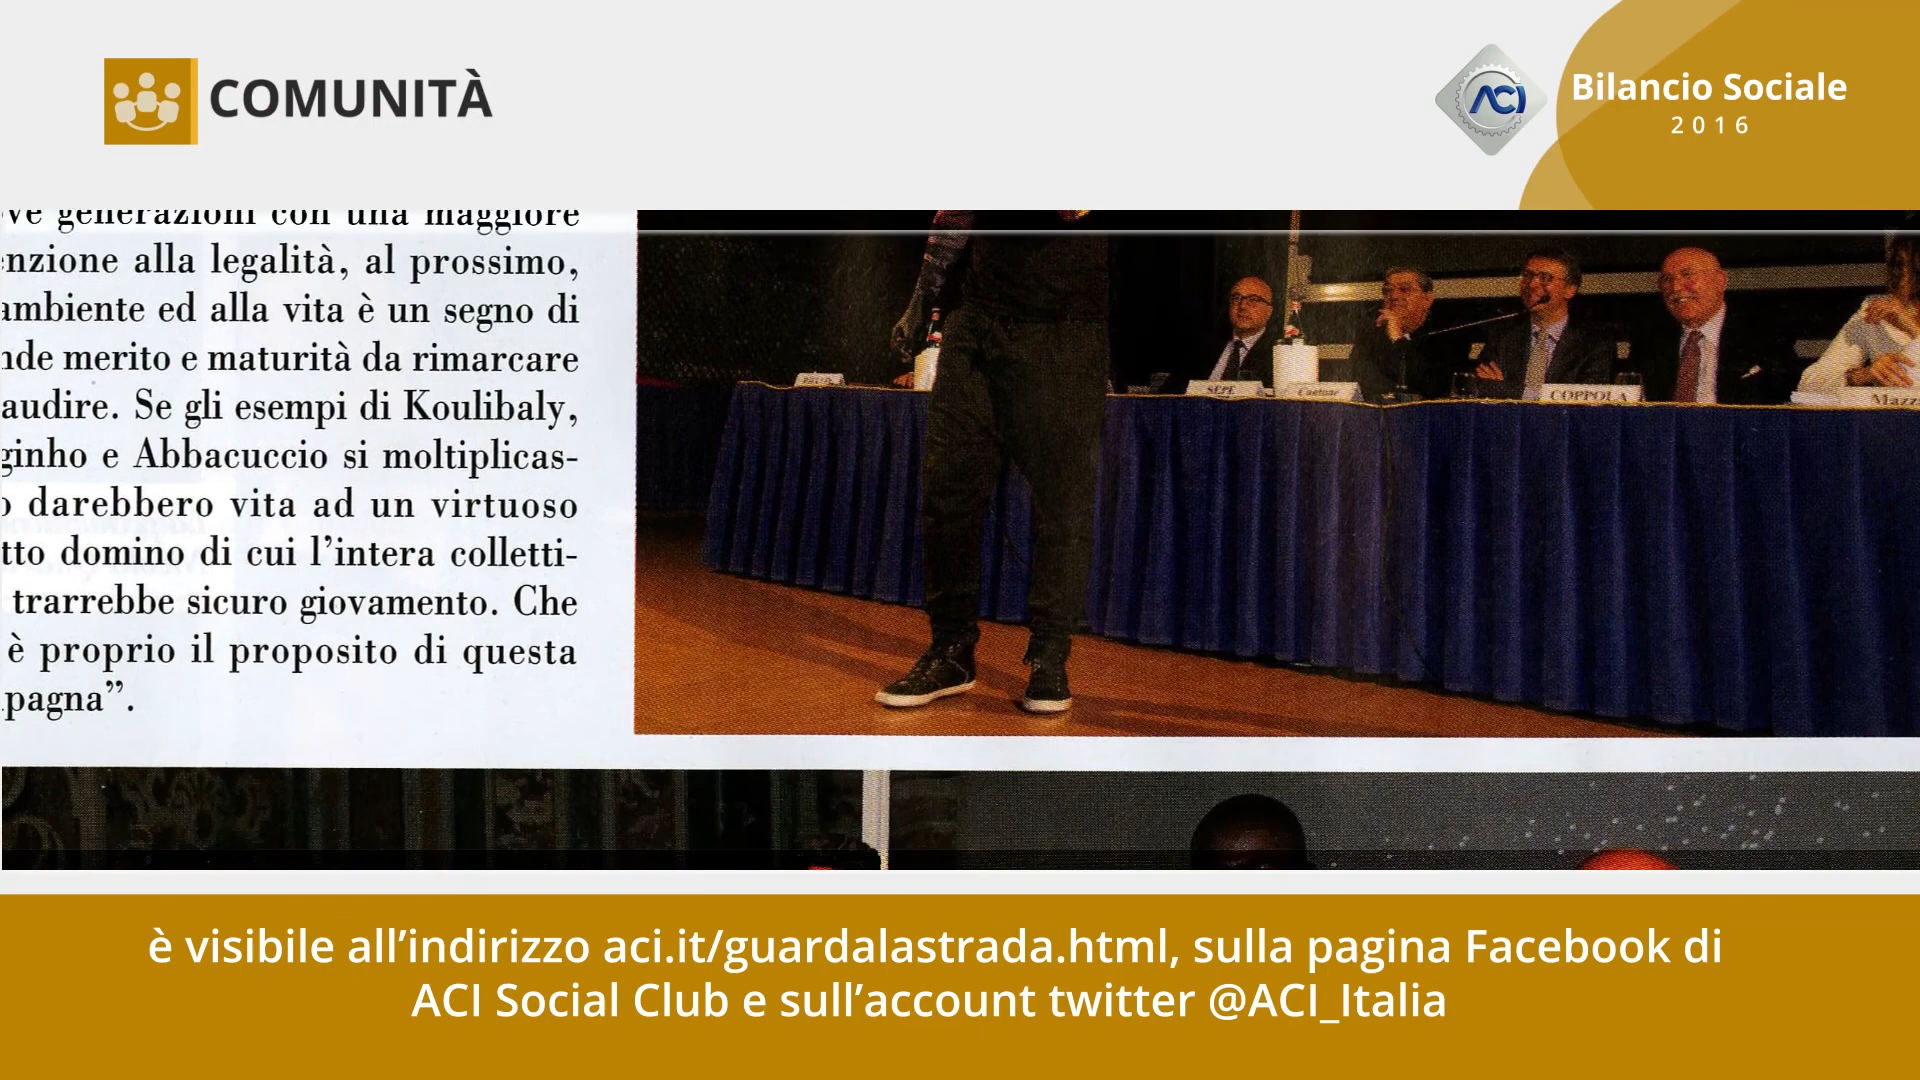 COMUNITÀ
ACI
Bilancio Sociale
2016
ve generazioni con una maggiore
nzione alla legalità, al prossimo,
ambiente ed alla vita è un segno di
nde merito e maturità da rimarcare
audire. Se gli esempi di Koulibaly,
ginho e Abbacuccio si moltiplicas-
o darebbero vita ad un virtuoso
tto domino di cui l’intera colletti-
trarrebbe sicuro giovamento. Che
è proprio il proposito di questa
pagna”.
SEPE
COPPOLA
è visibile all’indirizzo aci.it/guardalastrada.html, sulla pagina Facebook di
ACI Social Club e sull’account twitter @ACI_Italia